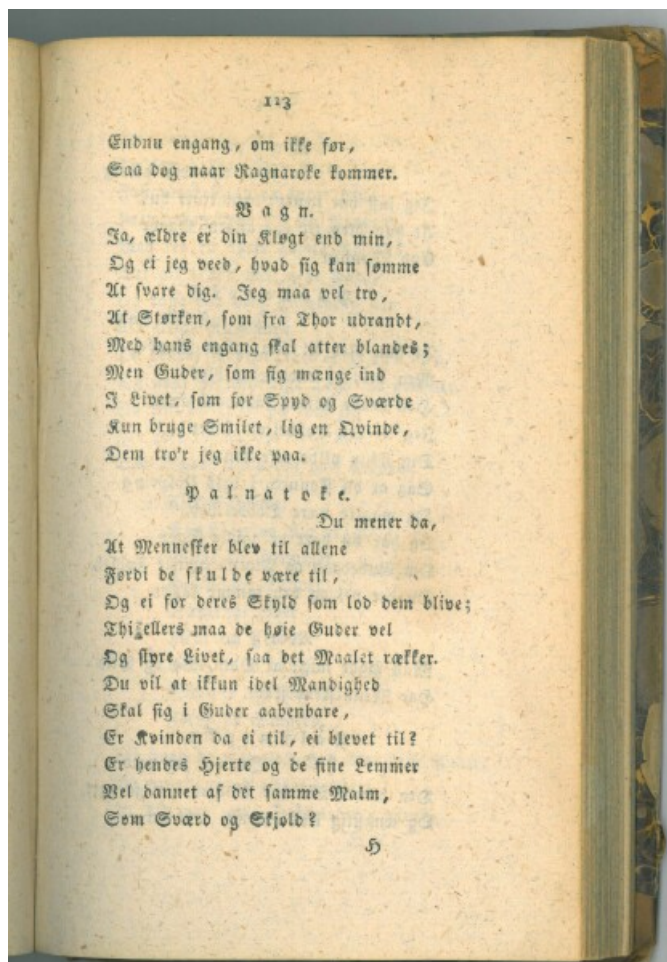 113
Endnu engang, om ikke før,
Saa dog naar Ragnaroke kommer.
Vagn.
Ja, ældre er din Kløgt end min,
Og ei jeg veed, hvad sig kan sømme
At svare dig. Jeg maa vel tro,
At Størken, som fra Thor udrandt,
Med hans engang skal atter blandes;
Men Guder, som sig mænge ind
I Livet, som for Spyd og Sværde
Kun bruge Smilet, lig en Qvinde,
Dem tro'r jeg ikke paa.
Palnatoke.
Du mener da,
At Mennesker blev til allene
Fordi de skulde være til,
Og ei for deres Skyld som lod dem blive;
Thi ellers maa de høie Guder vel
Og styre Livet, saa det Maalet rækker.
Du vil at ikkun idel Mandighed
Skal sig i Guder aabenbare,
Er Kvinden da ei til, ei blevet til?
Er hendes Hjerte og de fine Lemmer
Vel dannet af det samme Malm,
Som Sværd og Skjold?
H